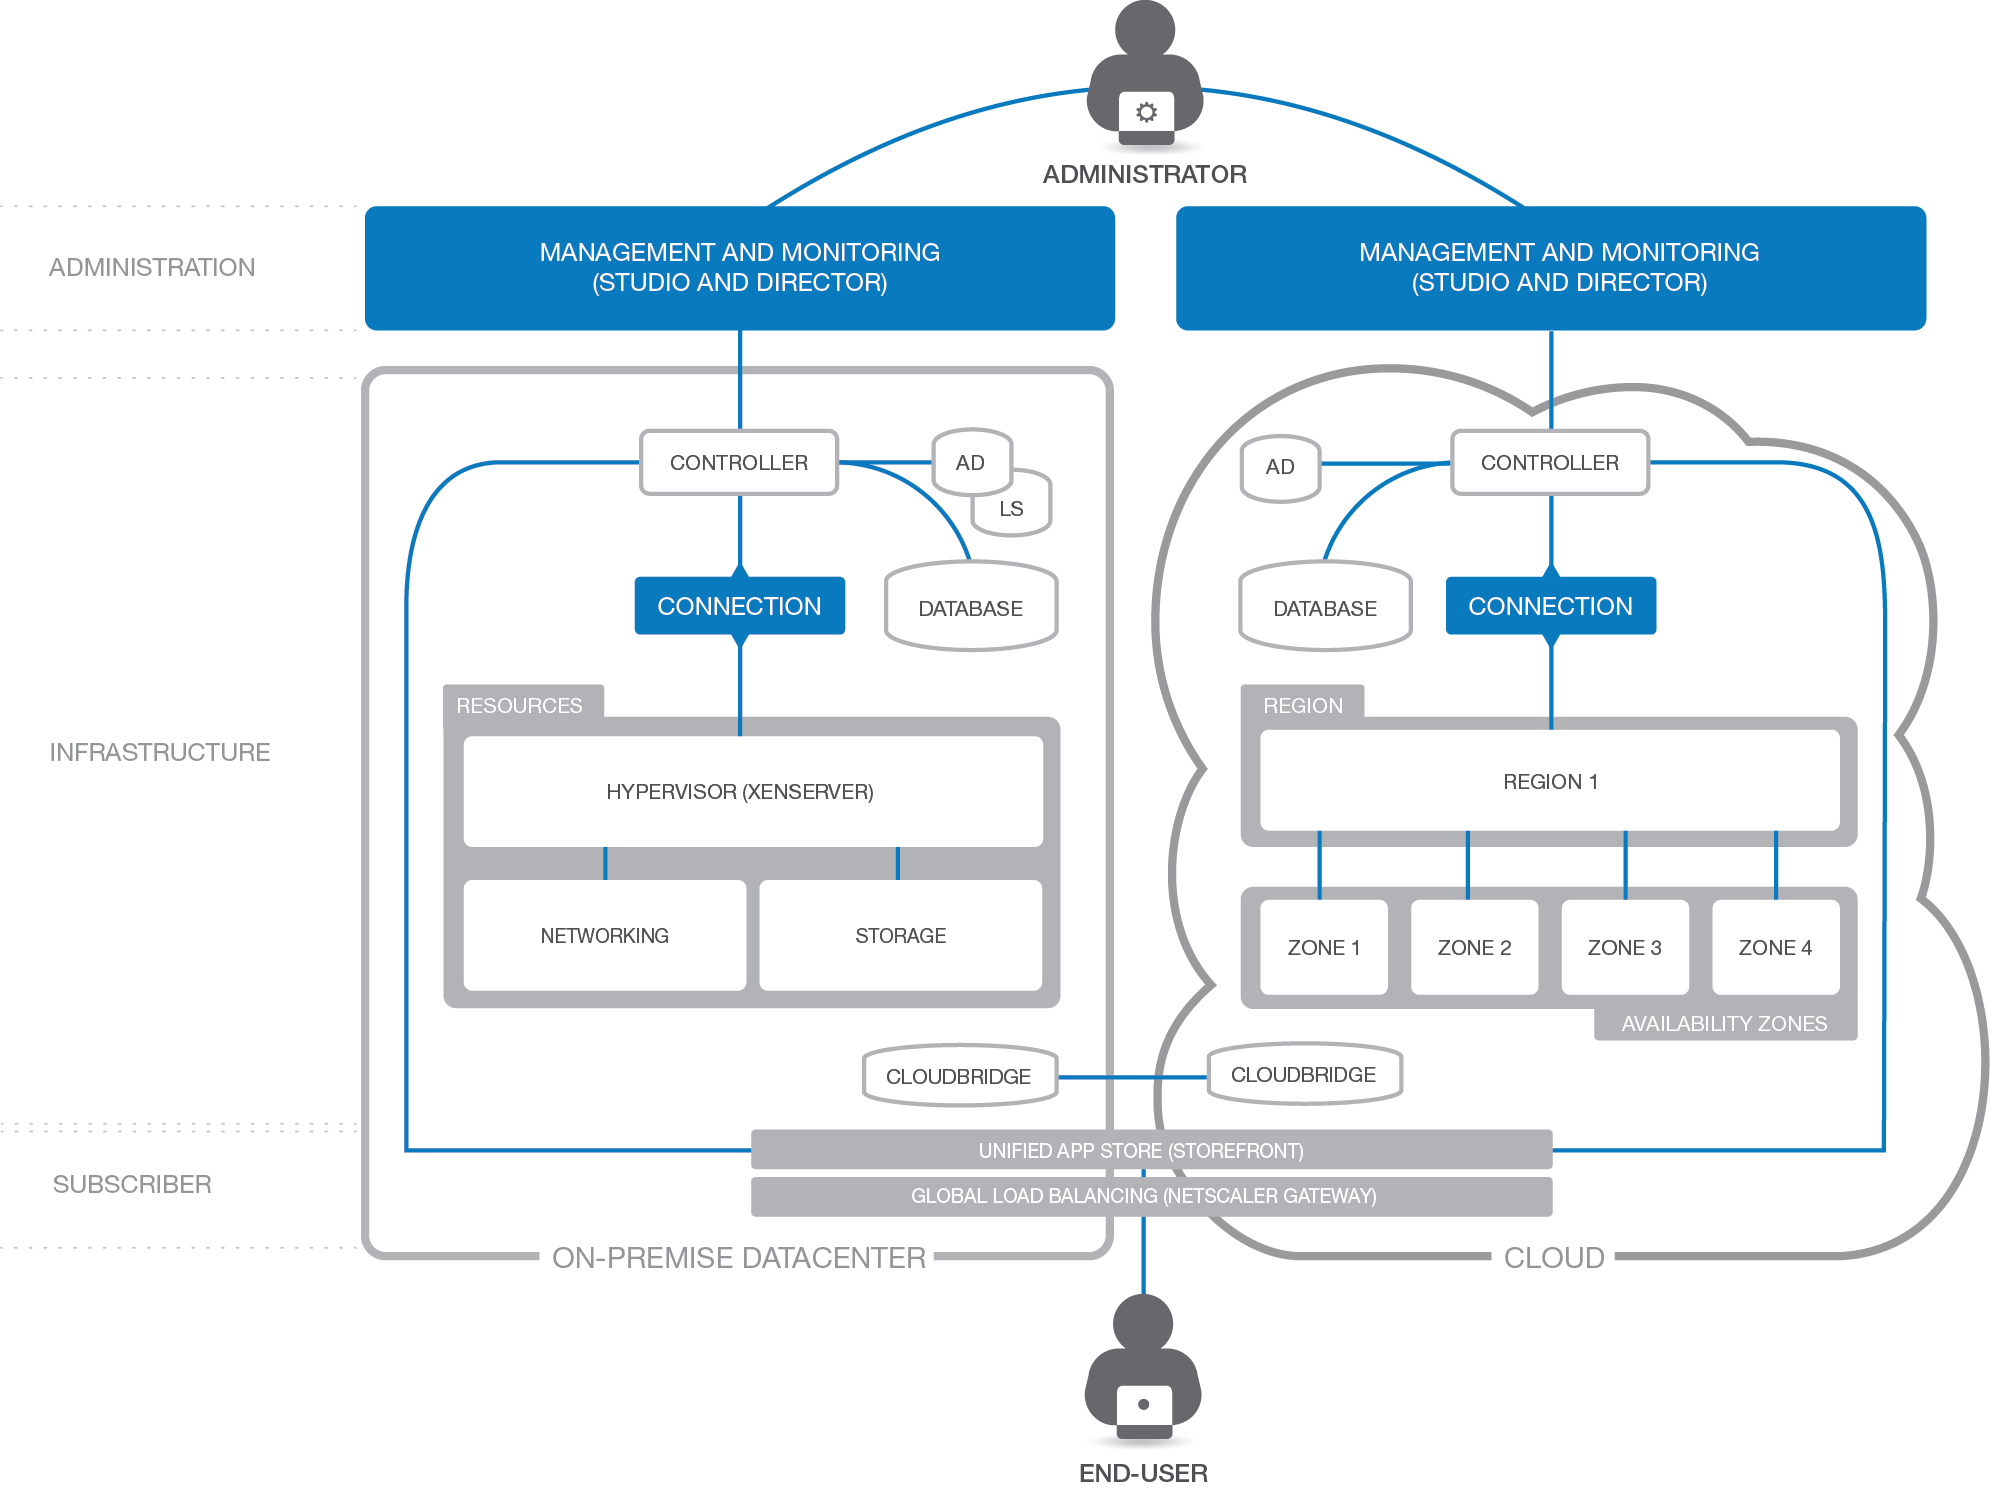 ADMINISTRATOR
ADMINISTRATION
MANAGEMENT AND MONITORING
(STUDIO AND DIRECTOR)
MANAGEMENT AND MONITORING
(STUDIO AND DIRECTOR)
INFRASTRUCTURE
CONTROLLER
AD
LS
CONNECTION
DATABASE
RESOURCES
HYPERVISOR (XENSERVER)
NETWORKING
STORAGE
CLOUDBRIDGE
AD
CONTROLLER
DATABASE
CONNECTION
REGION
REGION 1
ZONE 1
ZONE 2
ZONE 3
ZONE 4
AVAILABILITY ZONES
CLOUDBRIDGE
SUBSCRIBER
UNIFIED APP STORE (STOREFRONT)
GLOBAL LOAD BALANCING (NETSCALER GATEWAY)
ON-PREMISE DATACENTER
CLOUD
END-USER